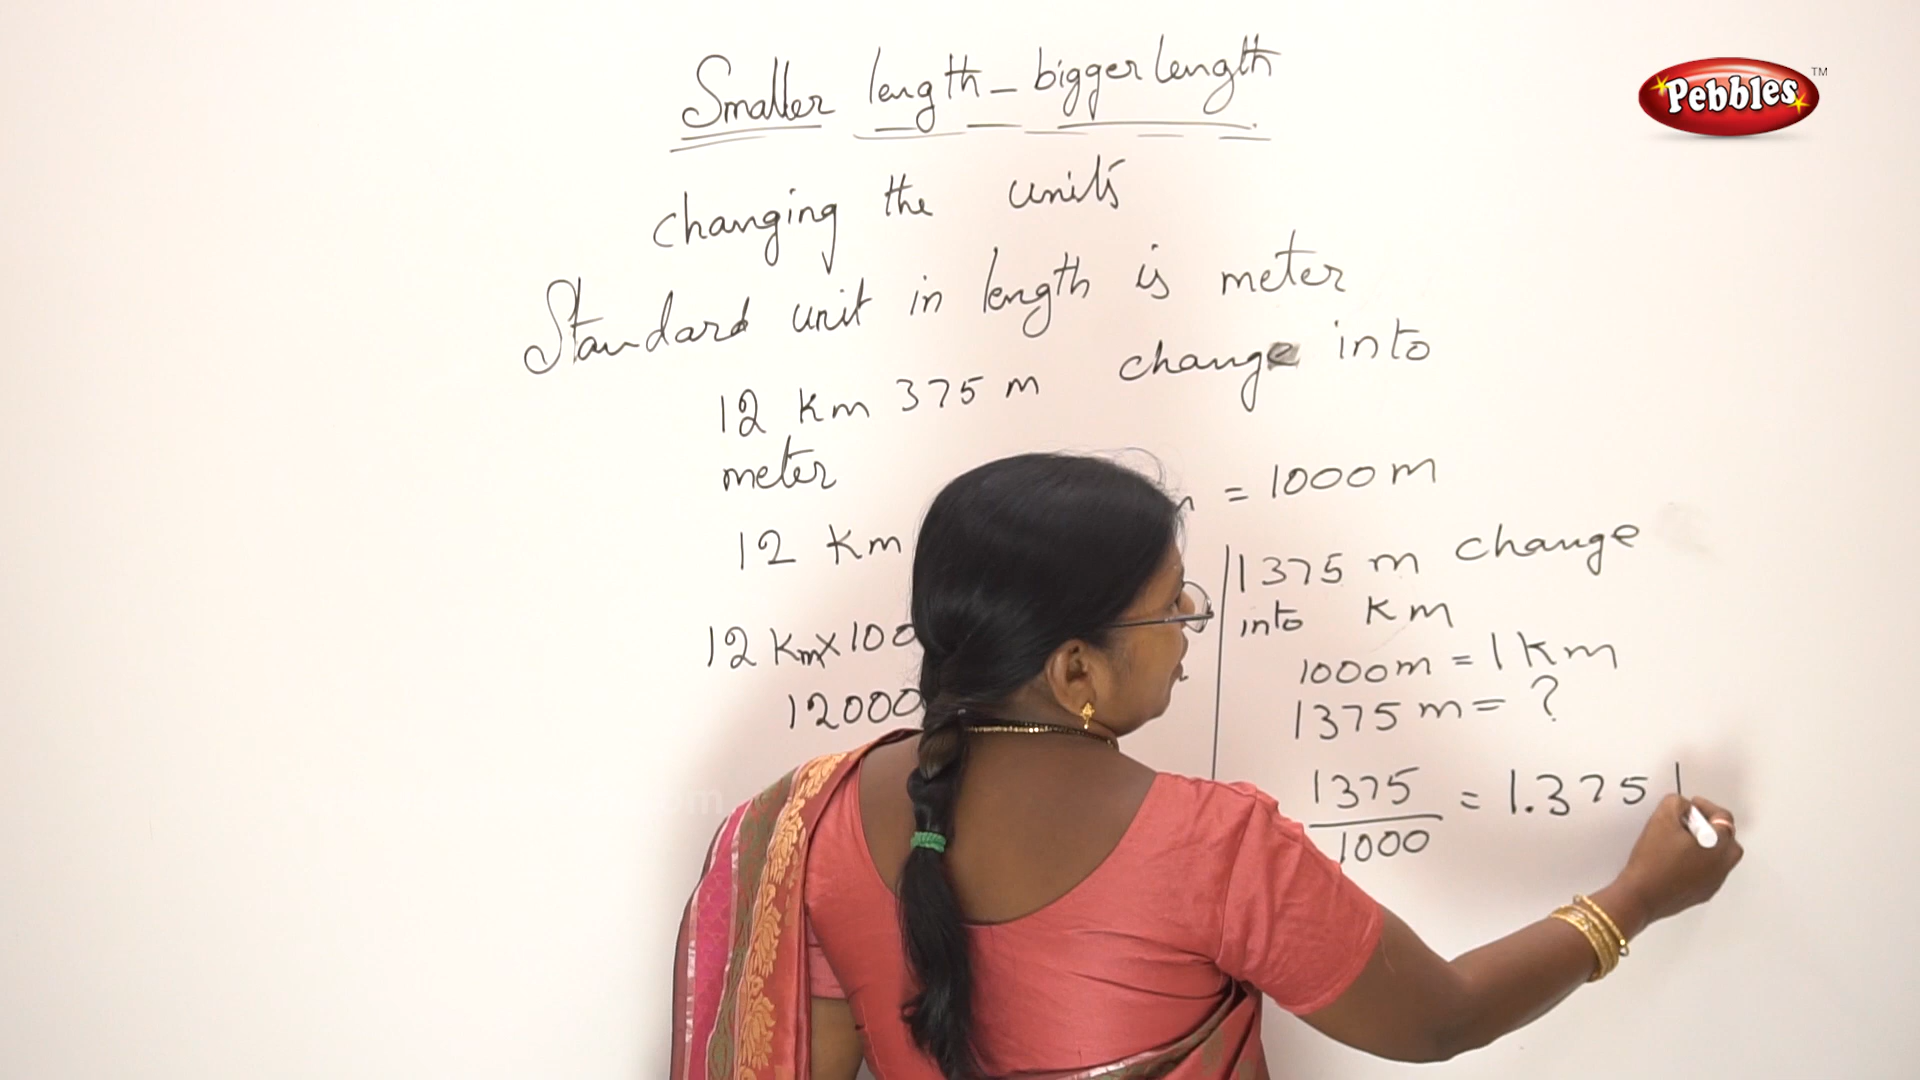 Smaller length - bigger length
Pebbles TM
changing the units
Standard unit in length is meter
12 Km 375 m change into
meter
= 1000 m
12 Km
12 Km x 100
12000
1375 m change
into Km
1000m = 1 Km
1375 m = ?
1375
1000
= 1.375